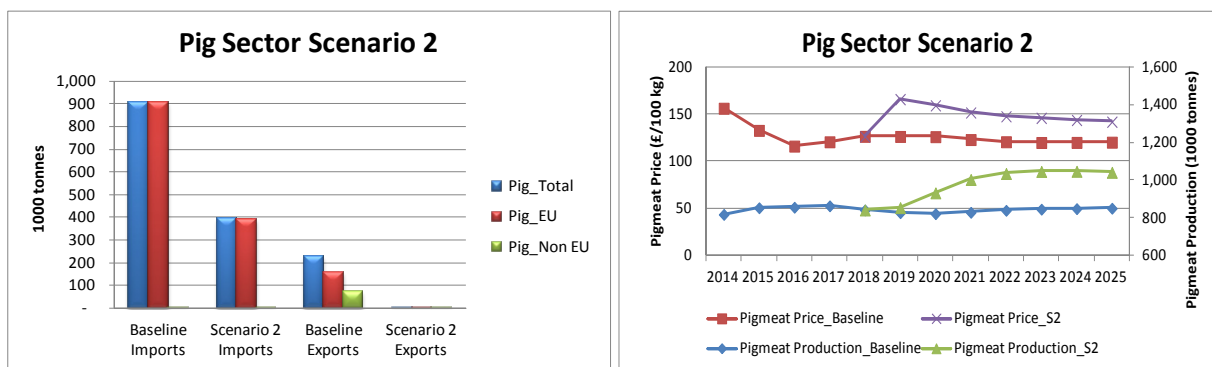 Pig Sector Scenario 2
1000 tonnes
1,000
900
800
700
600
500
400
300
200
100
-
Baseline Imports
Scenario 2 Imports
Baseline Exports
Scenario 2 Exports
Pig_Total
Pig_EU
Pig_Non EU
Pig Sector Scenario 2
Pigmeat Price (£/100 kg)
200
150
100
50
0
1,600
1,400
1,200
1,000
800
600
Pigmeat Production (1000 tonnes)
2014 2015 2016 2017 2018 2019 2020 2021 2022 2023 2024 2025
Pigmeat Price_Baseline
Pigmeat Price_S2
Pigmeat Production_Baseline
Pigmeat Production_S2